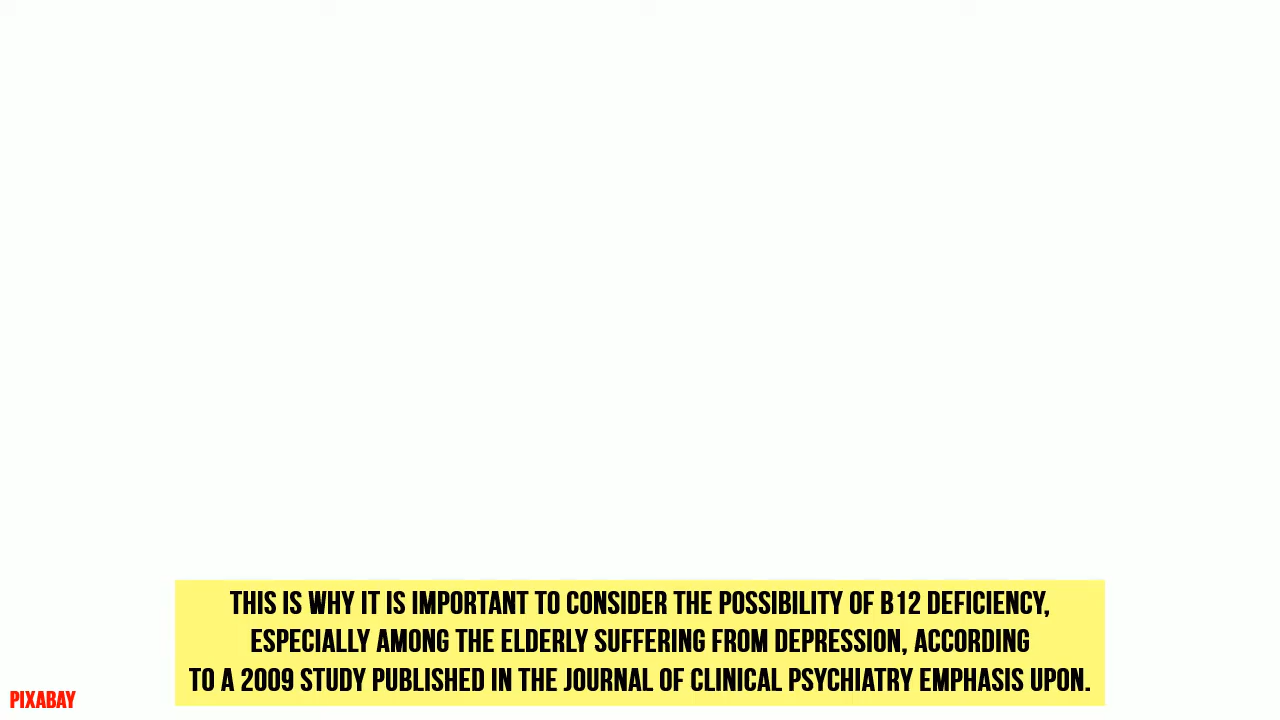 THIS IS WHY IT IS IMPORTANT TO CONSIDER THE POSSIBILITY OF B12 DEFICIENCY,
ESPECIALLY AMONG THE ELDERLY SUFFERING FROM DEPRESSION, ACCORDING
TO A 2009 STUDY PUBLISHED IN THE JOURNAL OF CLINICAL PSYCHIATRY EMPHASIS UPON.
PIXABAY